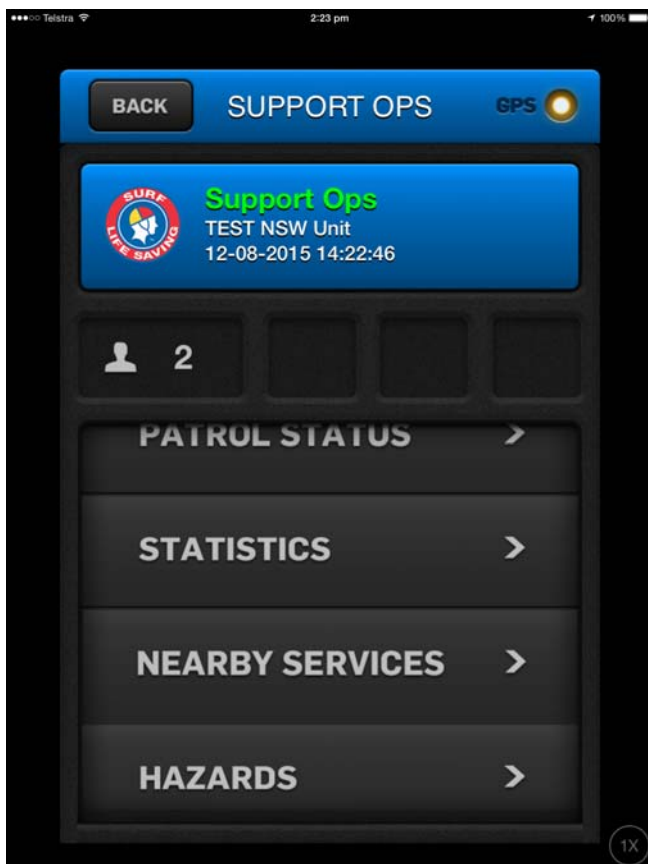 Telstra 2:23 pm 100%
BACK SUPPORT OPS GPS
SURF LIFE SAVING
Support Ops
TEST NSW Unit
12-08-2015 14:22:46
2
PATROL STATUS >
STATISTICS >
NEARBY SERVICES >
HAZARDS >
1X